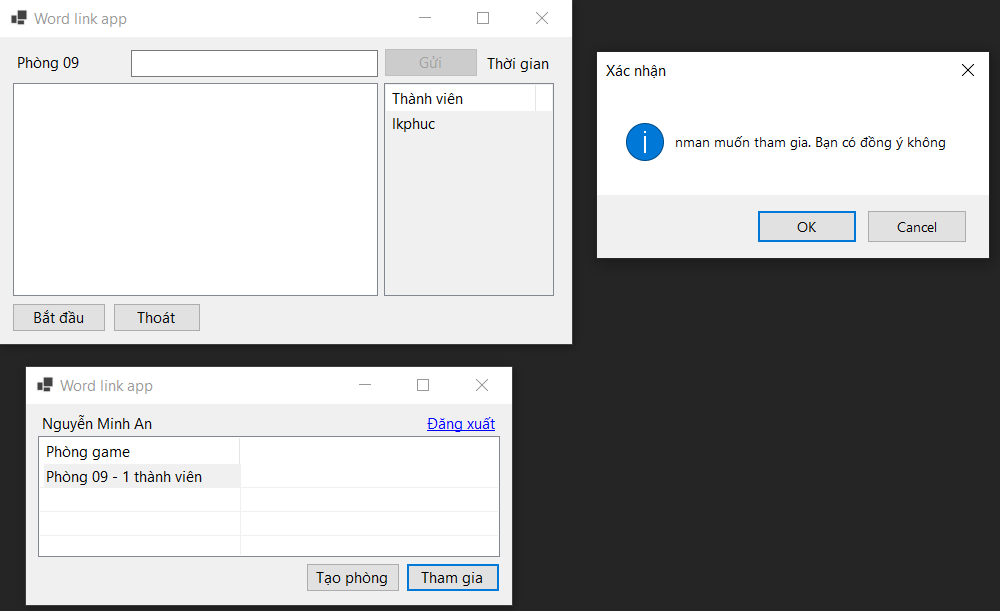 Word link app
Phòng 09
Gửi
Thời gian
Thành viên
lkphuc
Bắt đầu
Thoát
Xác nhận
nman muốn tham gia. Bạn có đồng ý không
OK
Cancel
Word link app
Nguyễn Minh An
Đăng xuất
Phòng game
Phòng 09 - 1 thành viên
Tạo phòng
Tham gia